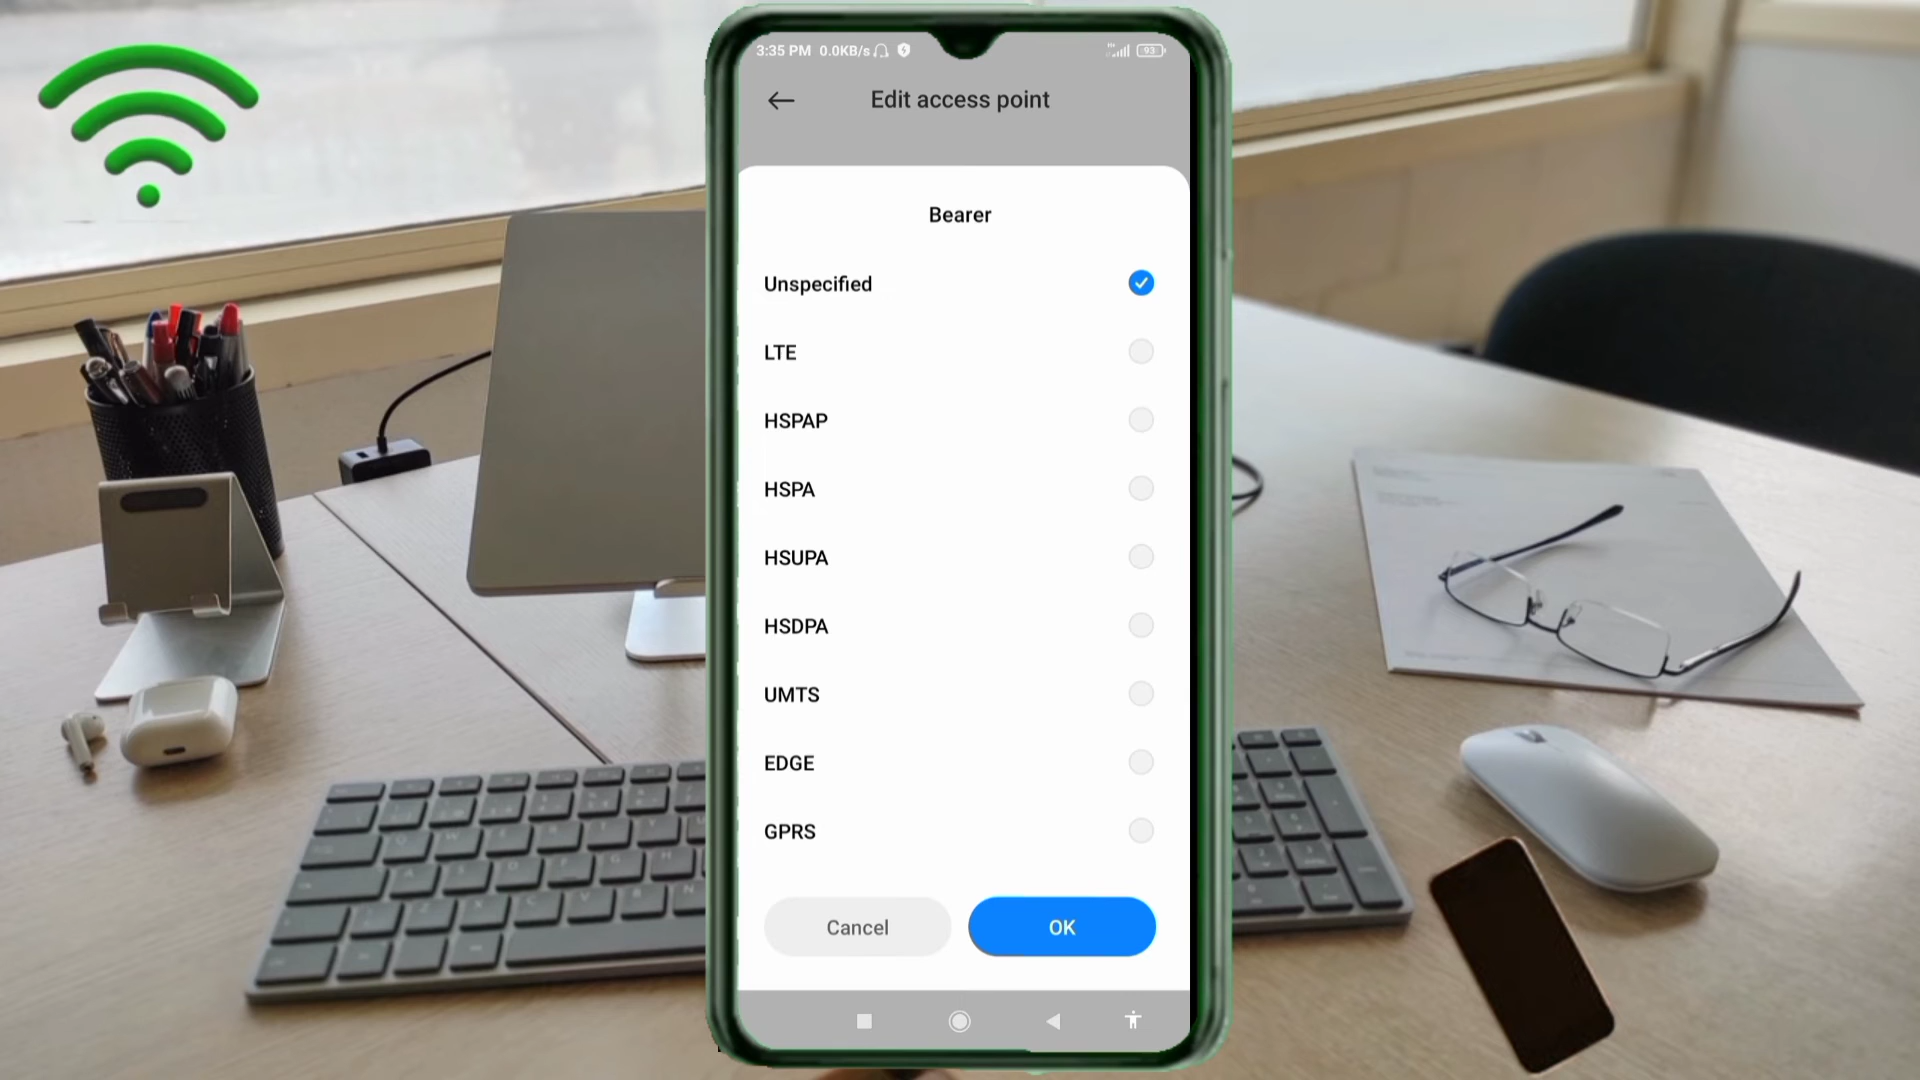 3:35 PM 0.0KB/s 93
Edit access point
Bearer
Unspecified
LTE
HSPAP
HSPA
HSUPA
HSDPA
UMTS
EDGE
GPRS
Cancel OK